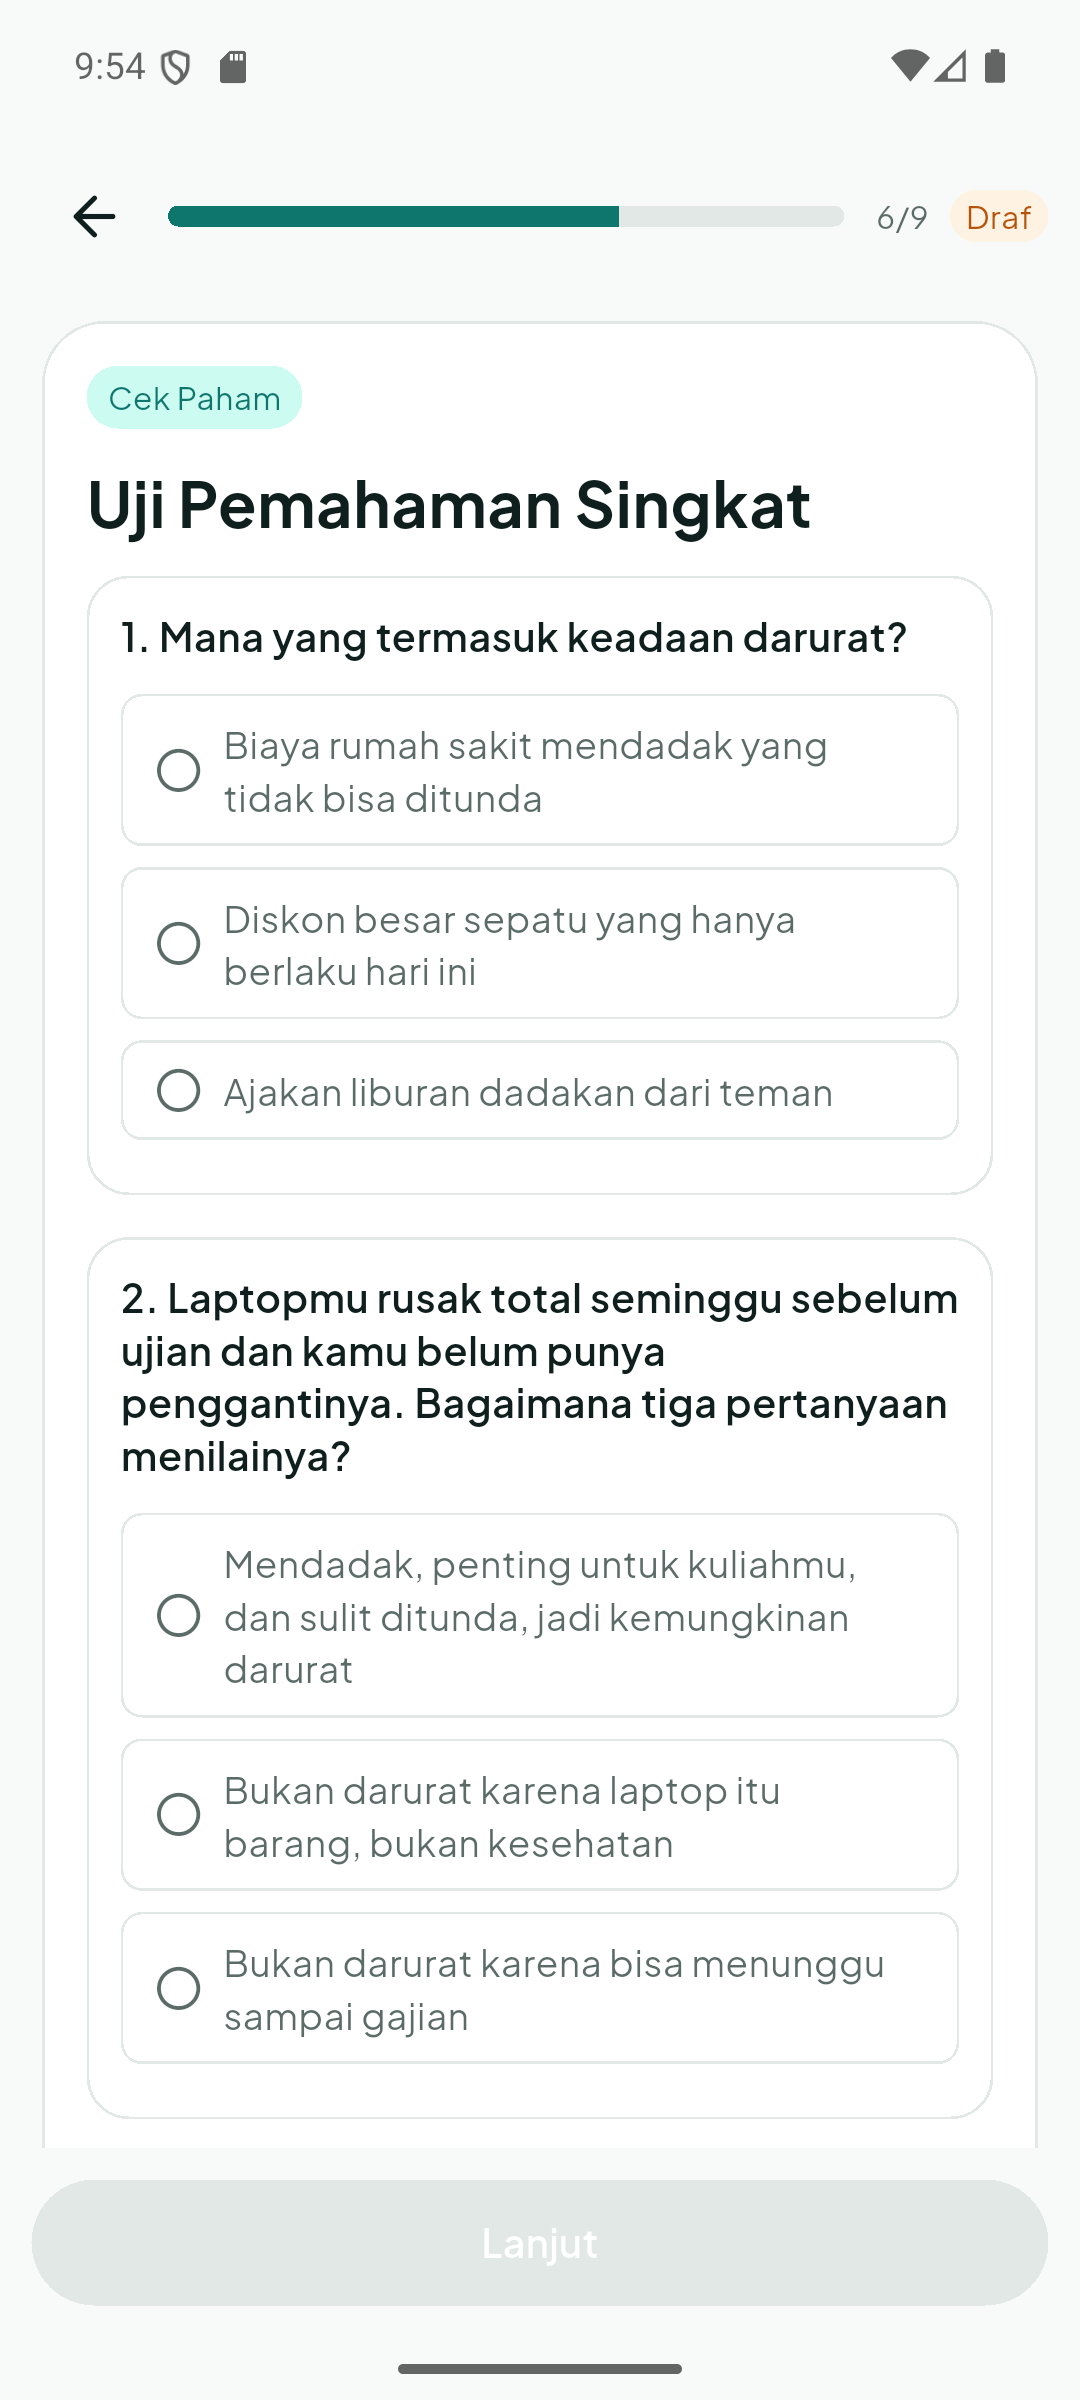 9:54
6/9
Draf
Cek Paham
Uji Pemahaman Singkat
1. Mana yang termasuk keadaan darurat?
Biaya rumah sakit mendadak yang
tidak bisa ditunda
Diskon besar sepatu yang hanya
berlaku hari ini
Ajakan liburan dadakan dari teman
2. Laptopmu rusak total seminggu sebelum
ujian dan kamu belum punya
penggantinya. Bagaimana tiga pertanyaan
menilainya?
Mendadak, penting untuk kuliahmu,
dan sulit ditunda, jadi kemungkinan
darurat
Bukan darurat karena laptop itu
barang, bukan kesehatan
Bukan darurat karena bisa menunggu
sampai gajian
Lanjut